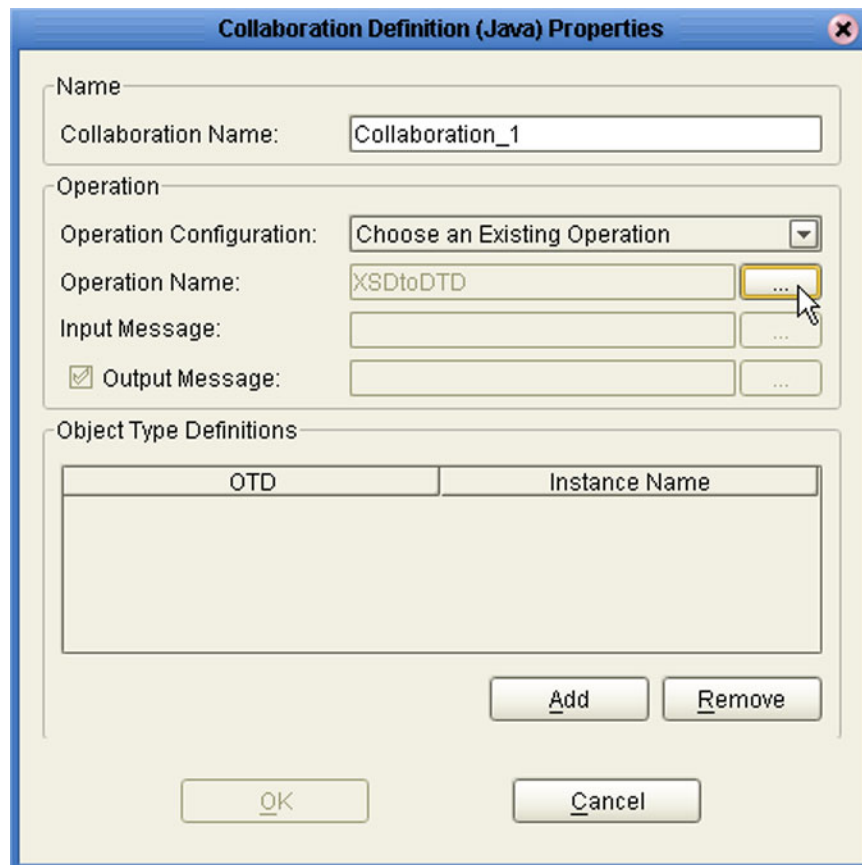 Collaboration Definition (Java) Properties
Name
Collaboration Name: Collaboration_1
Operation
Operation Configuration: Choose an Existing Operation
Operation Name: XSDtoDTD ...
Input Message: ...
Output Message: ...
Object Type Definitions
OTD Instance Name
Add Remove
OK Cancel